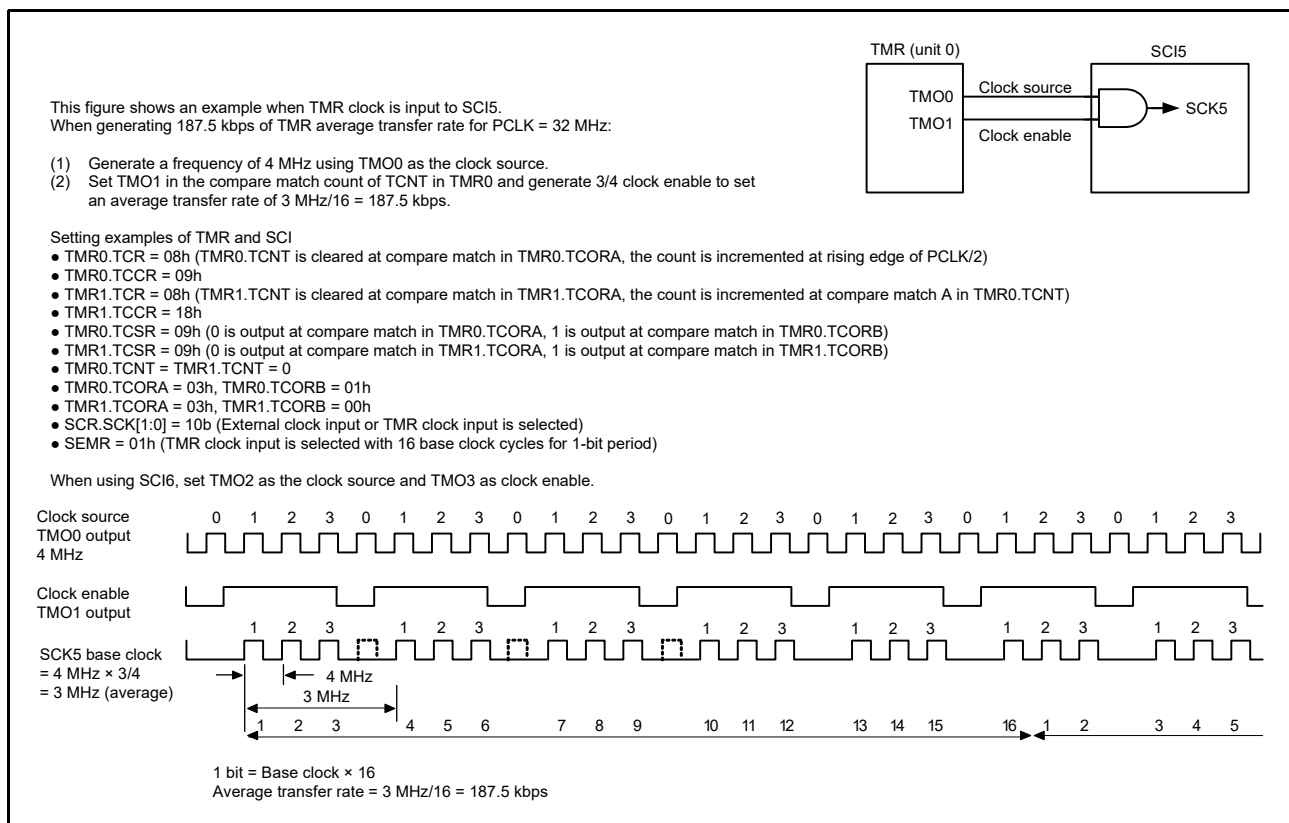 TMR (unit 0)
SCI5
TMO0
Clock source
SCK5
TMO1
Clock enable
This figure shows an example when TMR clock is input to SCI5.
When generating 187.5 kbps of TMR average transfer rate for PCLK = 32 MHz:
(1) Generate a frequency of 4 MHz using TMO0 as the clock source.
(2) Set TMO1 in the compare match count of TCNT in TMR0 and generate 3/4 clock enable to set
an average transfer rate of 3 MHz/16 = 187.5 kbps.
Setting examples of TMR and SCI
● TMR0.TCR = 08h (TMR0.TCNT is cleared at compare match in TMR0.TCORA, the count is incremented at rising edge of PCLK/2)
● TMR0.TCCR = 09h
● TMR1.TCR = 08h (TMR1.TCNT is cleared at compare match in TMR1.TCORA, the count is incremented at compare match A in TMR0.TCNT)
● TMR1.TCCR = 18h
● TMR0.TCSR = 09h (0 is output at compare match in TMR0.TCORA, 1 is output at compare match in TMR0.TCORB)
● TMR1.TCSR = 09h (0 is output at compare match in TMR1.TCORA, 1 is output at compare match in TMR1.TCORB)
● TMR0.TCNT = TMR1.TCNT = 0
● TMR0.TCORA = 03h, TMR0.TCORB = 01h
● TMR1.TCORA = 03h, TMR1.TCORB = 00h
● SCR.SCK[1:0] = 10b (External clock input or TMR clock input is selected)
● SEMR = 01h (TMR clock input is selected with 16 base clock cycles for 1-bit period)
When using SCI6, set TMO2 as the clock source and TMO3 as clock enable.
Clock source
TMO0 output
4 MHz
0 1 2 3 0 1 2 3 0 1 2 3 0 1 2 3 0 1 2 3 0 1 2 3 0 1 2 3
Clock enable
TMO1 output
1 2 3 1 2 3 1 2 3 1 2 3 1 2 3 1 2 3 1 2 3
SCK5 base clock
= 4 MHz × 3/4
= 3 MHz (average)
4 MHz
3 MHz
1 2 3 4 5 6 7 8 9 10 11 12 13 14 15 16 1 2 3 4 5
1 bit = Base clock × 16
Average transfer rate = 3 MHz/16 = 187.5 kbps